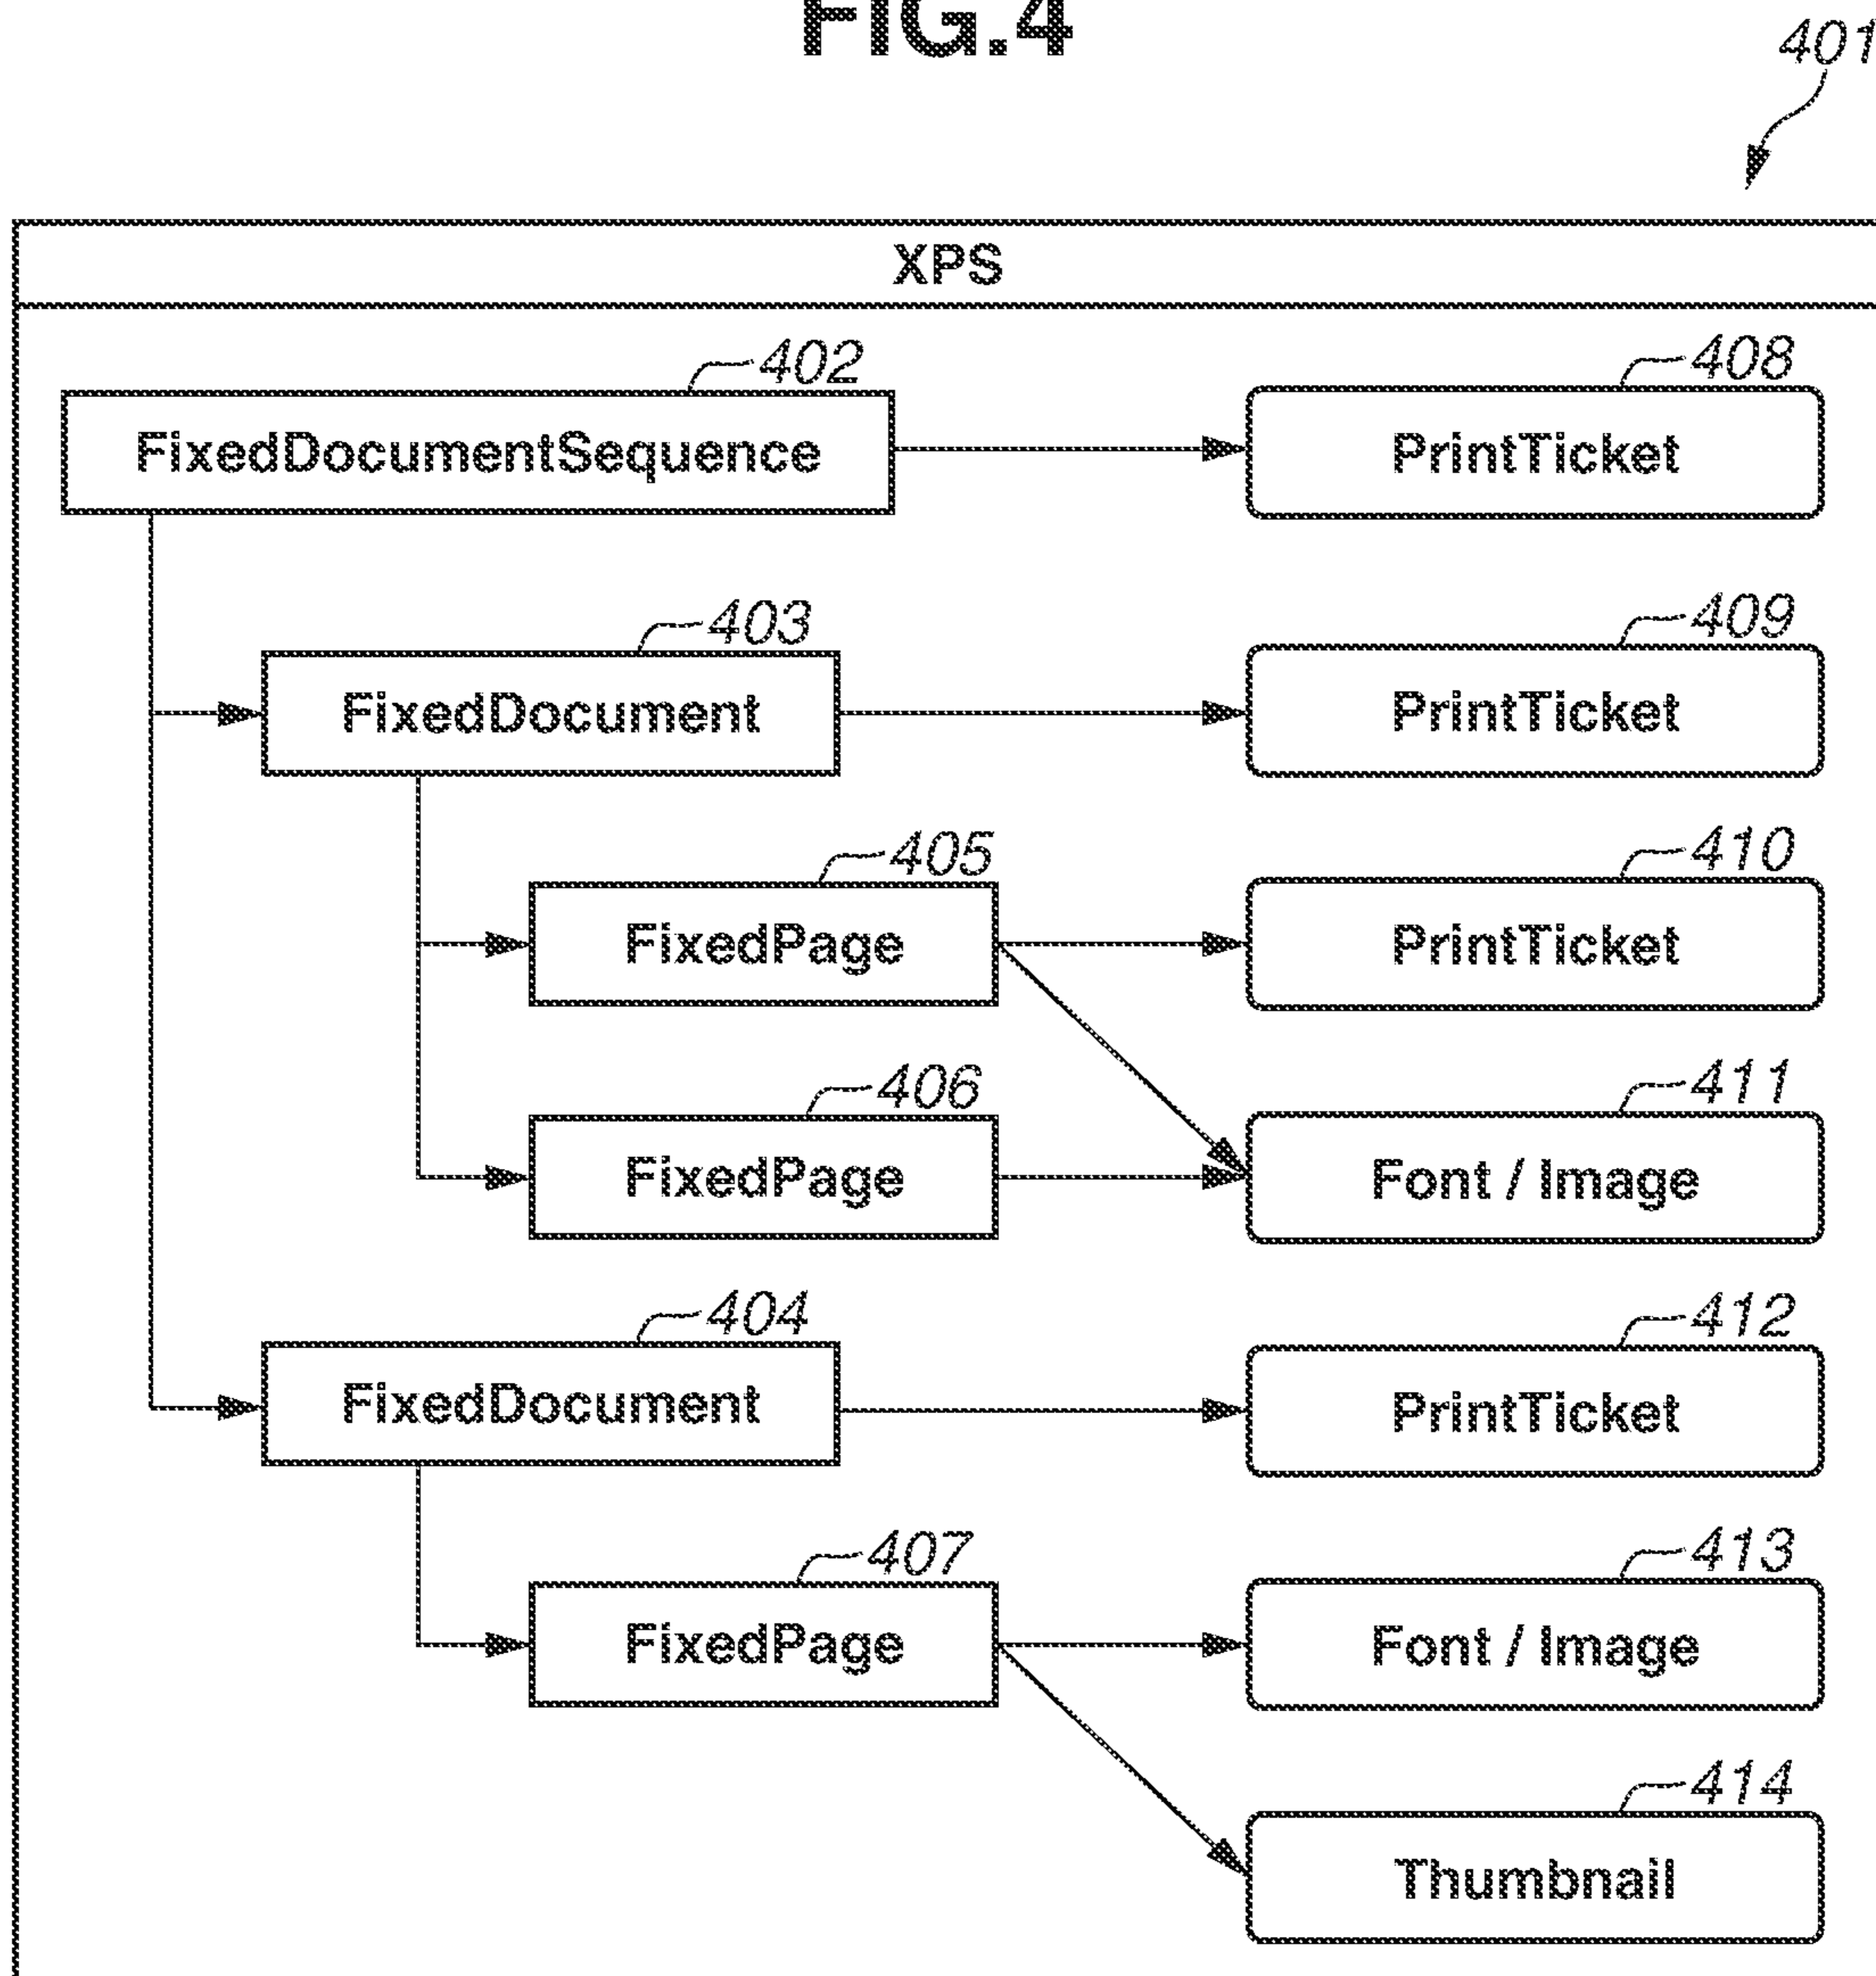 FIG.4
401
XPS
402
408
FixedDocumentSequence
PrintTicket
403
409
FixedDocument
PrintTicket
405
410
FixedPage
PrintTicket
406
411
FixedPage
Font / Image
404
412
FixedDocument
PrintTicket
407
413
FixedPage
Font / Image
414
Thumbnail